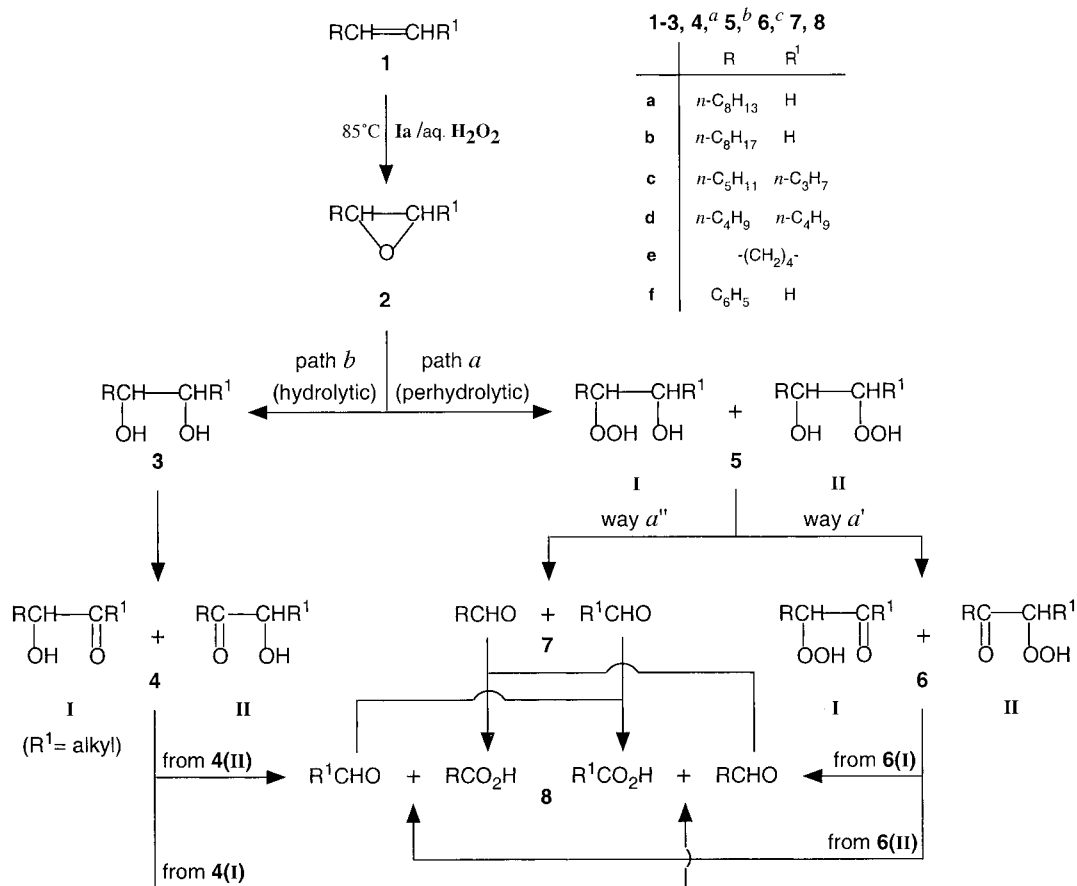 RCH=CHR¹
1
85°C Ia /aq. H₂O₂
RCH—CHR¹
O
2
1-3, 4,ᵃ 5,ᵇ 6,ᶜ 7, 8
R R¹
a n-C₈H₁₃ H
b n-C₈H₁₇ H
c n-C₅H₁₁ n-C₃H₇
d n-C₄H₉ n-C₄H₉
e -(CH₂)₄-
f C₆H₅ H
path b
(hydrolytic)
path a
(perhydrolytic)
RCH—CHR¹
OH OH
3
RCH—CHR¹ + RCH—CHR¹
OOH OH OH OOH
5
I II
way a" way a'
RCH—CR¹ + RC—CHR¹
OH O O OH
4
I II
(R¹= alkyl)
RCHO + R¹CHO
7
RCH—CR¹ + RC—CHR¹
OOH O O OOH
6
I II
from 4(II)
R¹CHO + RCO₂H R¹CO₂H + RCHO
8
from 6(I)
from 6(II)
from 4(I)